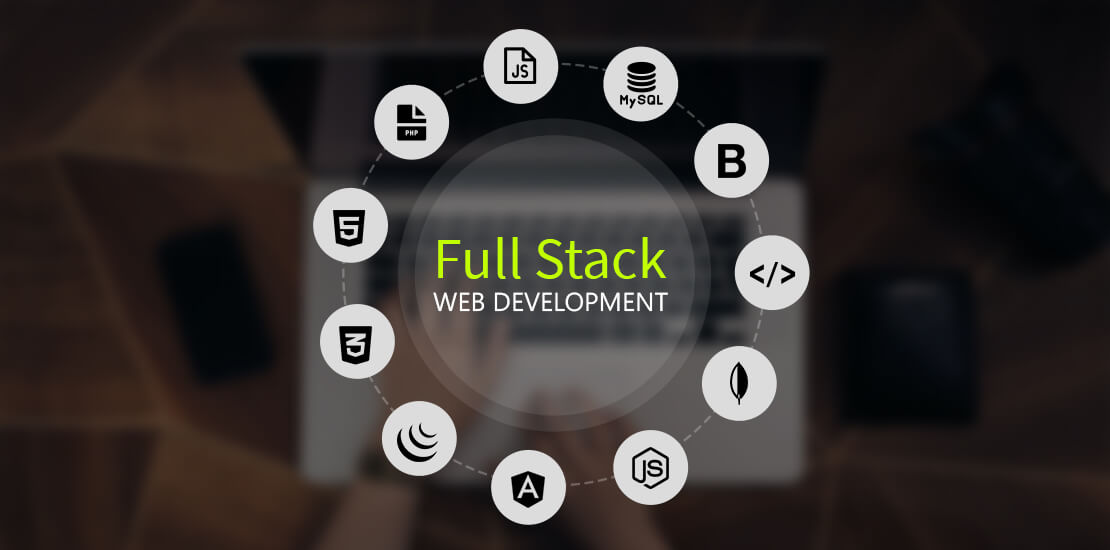 JS
MySQL
PHP
B
5
</>
Full Stack
WEB DEVELOPMENT
3
A
JS